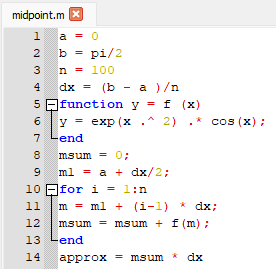 midpoint.m
1 a = 0
2 b = pi/2
3 n = 100
4 dx = (b - a )/n
5 function y = f (x)
6 y = exp(x .^ 2) .* cos(x);
7 end
8 msum = 0;
9 ml = a + dx/2;
10 for i = 1:n
11 m = ml + (i-1) * dx;
12 msum = msum + f(m);
13 end
14 approx = msum * dx